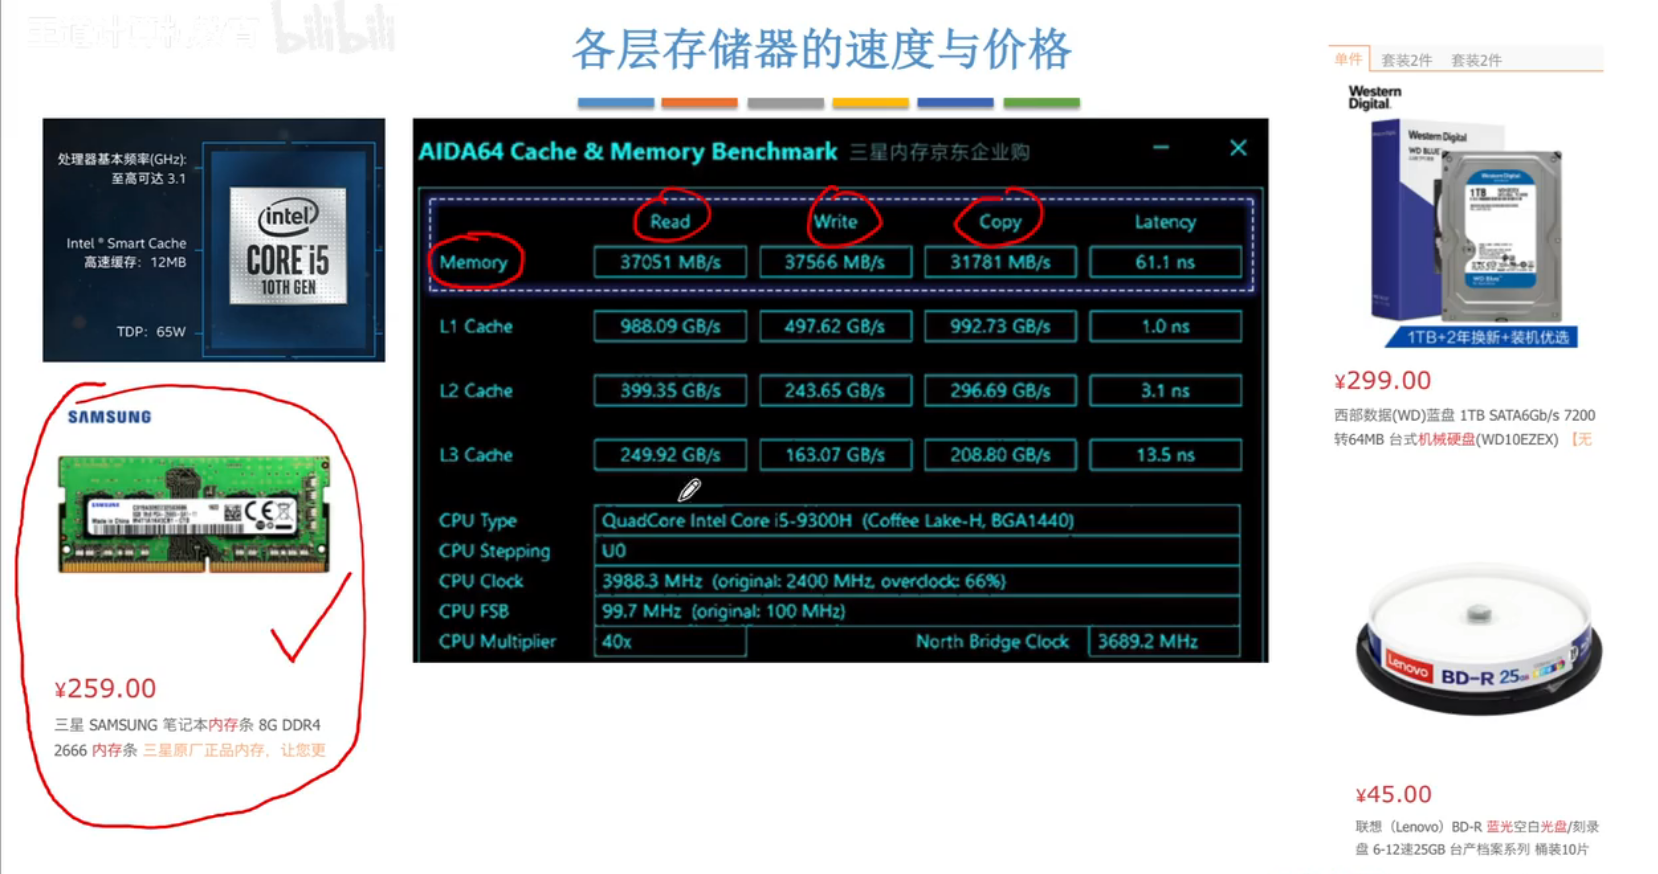 王道计算机教育 bilibili
各层存储器的速度与价格
处理器基本频率(GHz):
至高可达 3.1
Intel ® Smart Cache
高速缓存：12MB
TDP：65W
intel
CORE i5
10TH GEN
SAMSUNG
¥259.00
三星 SAMSUNG 笔记本内存条 8G DDR4
2666 内存条 三星原厂正品内存，让您更
AIDA64 Cache & Memory Benchmark 三星内存京东企业购
Read Write Copy Latency
Memory 37051 MB/s 37566 MB/s 31781 MB/s 61.1 ns
L1 Cache 988.09 GB/s 497.62 GB/s 992.73 GB/s 1.0 ns
L2 Cache 399.35 GB/s 243.65 GB/s 296.69 GB/s 3.1 ns
L3 Cache 249.92 GB/s 163.07 GB/s 208.80 GB/s 13.5 ns
CPU Type QuadCore Intel Core i5-9300H (Coffee Lake-H, BGA1440)
CPU Stepping U0
CPU Clock 3988.3 MHz (original: 2400 MHz, overclock: 66%)
CPU FSB 99.7 MHz (original: 100 MHz)
CPU Multiplier 40x North Bridge Clock 3689.2 MHz
单件 套装2件 套装2件
Western
Digital.
Western Digital
WD BLUE
Western Digital
1TB
WD Blue
1TB+2年换新+装机优选
¥299.00
西部数据(WD)蓝盘 1TB SATA6Gb/s 7200
转64MB 台式机械硬盘(WD10EZEX) 【无
Lenovo BD-R 25GB
¥45.00
联想（Lenovo）BD-R 蓝光空白光盘/刻录
盘 6-12速25GB 台产档案系列 桶装10片